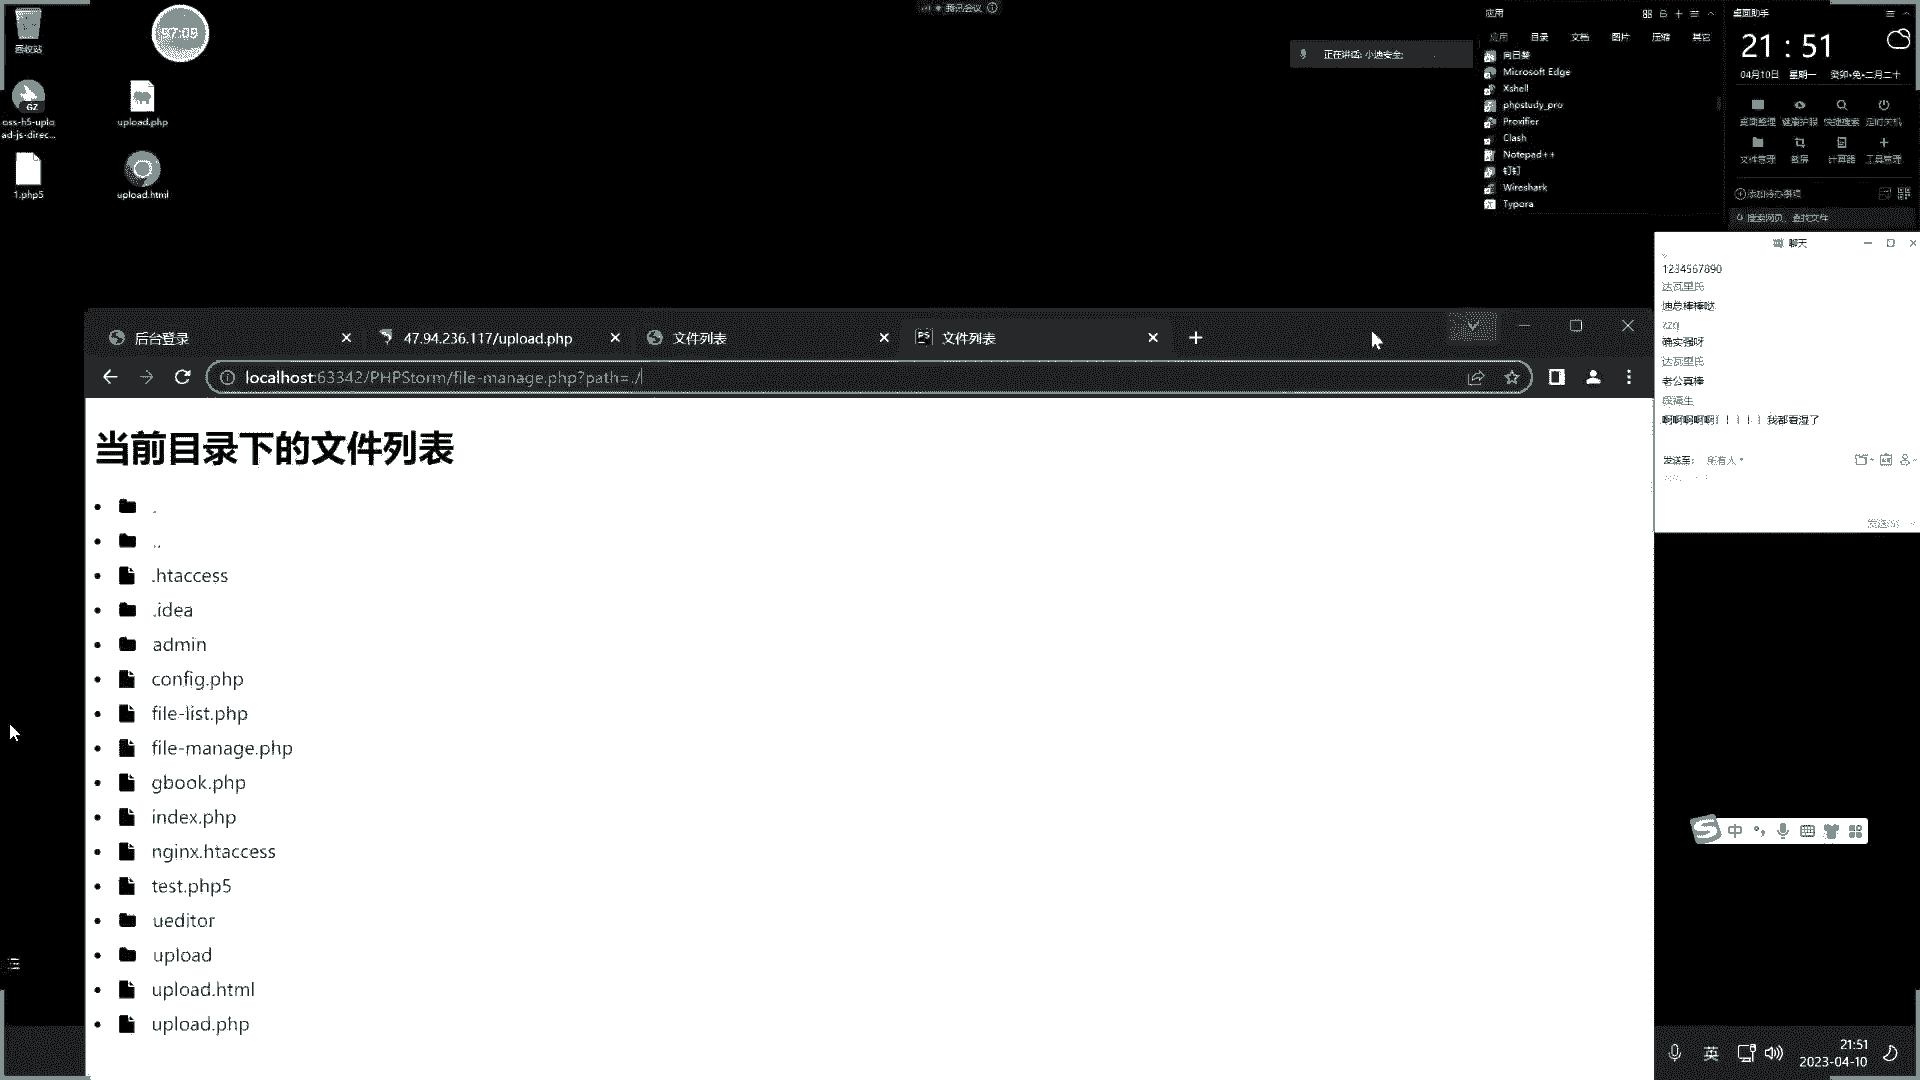 回收站
97:09
oss-h5-uplo
ad-js-direc...
upload.php
1.php5
upload.html
腾讯会议
正在讲话: 小迪安全;
应用
应用 目录 文档 图片 压缩 其它
向日葵
Microsoft Edge
Xshell
phpstudy_pro
Proxifier
Clash
Notepad++
钉钉
Wireshark
Typora
桌面助手
21 : 51
04月10日 星期一 癸卯•兔•二月二十
桌面整理 健康护眼 快速搜索 定时关机
文件管理 截屏 计算器 工具管理
添加待办事项
搜索网页、查找文件
聊天
1234567890
达瓦里氏
迪总棒棒哒
zzq
确实强呀
达瓦里氏
老公真棒
啊啊啊啊啊！！！！！我都看湿了
发送至: 所有人
发送(S)
后台登录
47.94.236.117/upload.php
文件列表
文件列表
localhost:63342/PHPStorm/file-manage.php?path=./
当前目录下的文件列表
.
..
.htaccess
.idea
admin
config.php
file-list.php
file-manage.php
gbook.php
index.php
nginx.htaccess
test.php5
ueditor
upload
upload.html
upload.php
中
英
21:51
2023-04-10